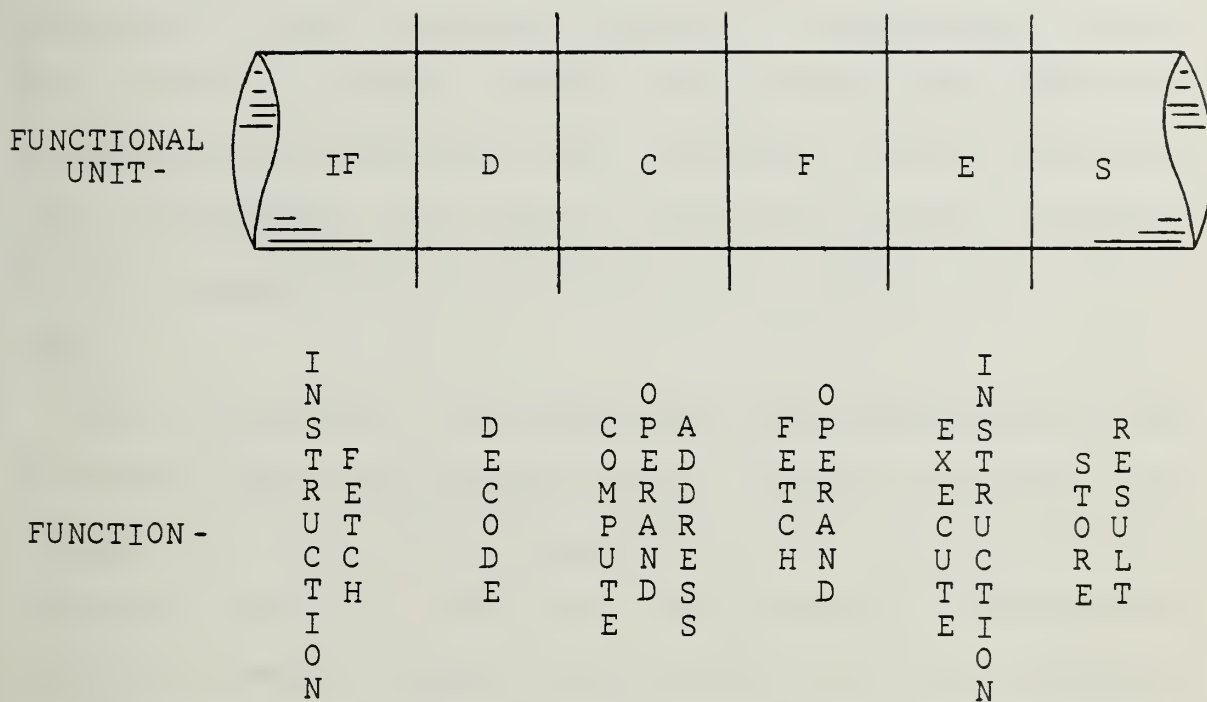 FUNCTIONAL
UNIT-
IF
D
C
F
E
S
FUNCTION-
INSTRUCTION
FETCH
DECODE
COMPUTE
OPERAND
ADDRESS
FETCH
OPERAND
EXECUTE
INSTRUCTION
STORE
RESULT